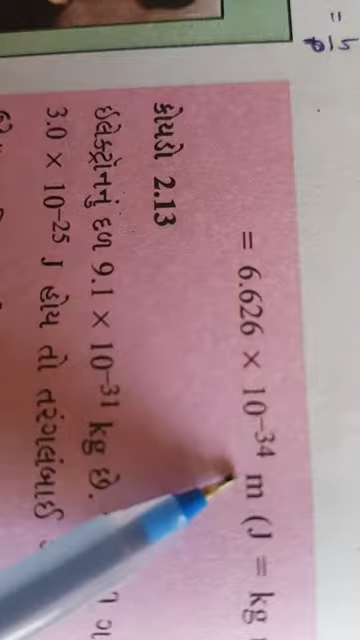 = 6.626 × 10⁻³⁴ m (J = kg
કોયડો 2.13
ઇલેક્ટ્રોનનું દળ 9.1 × 10⁻³¹ kg છે.
3.0 × 10⁻²⁵ J હોય તો તરંગલંબાઈ